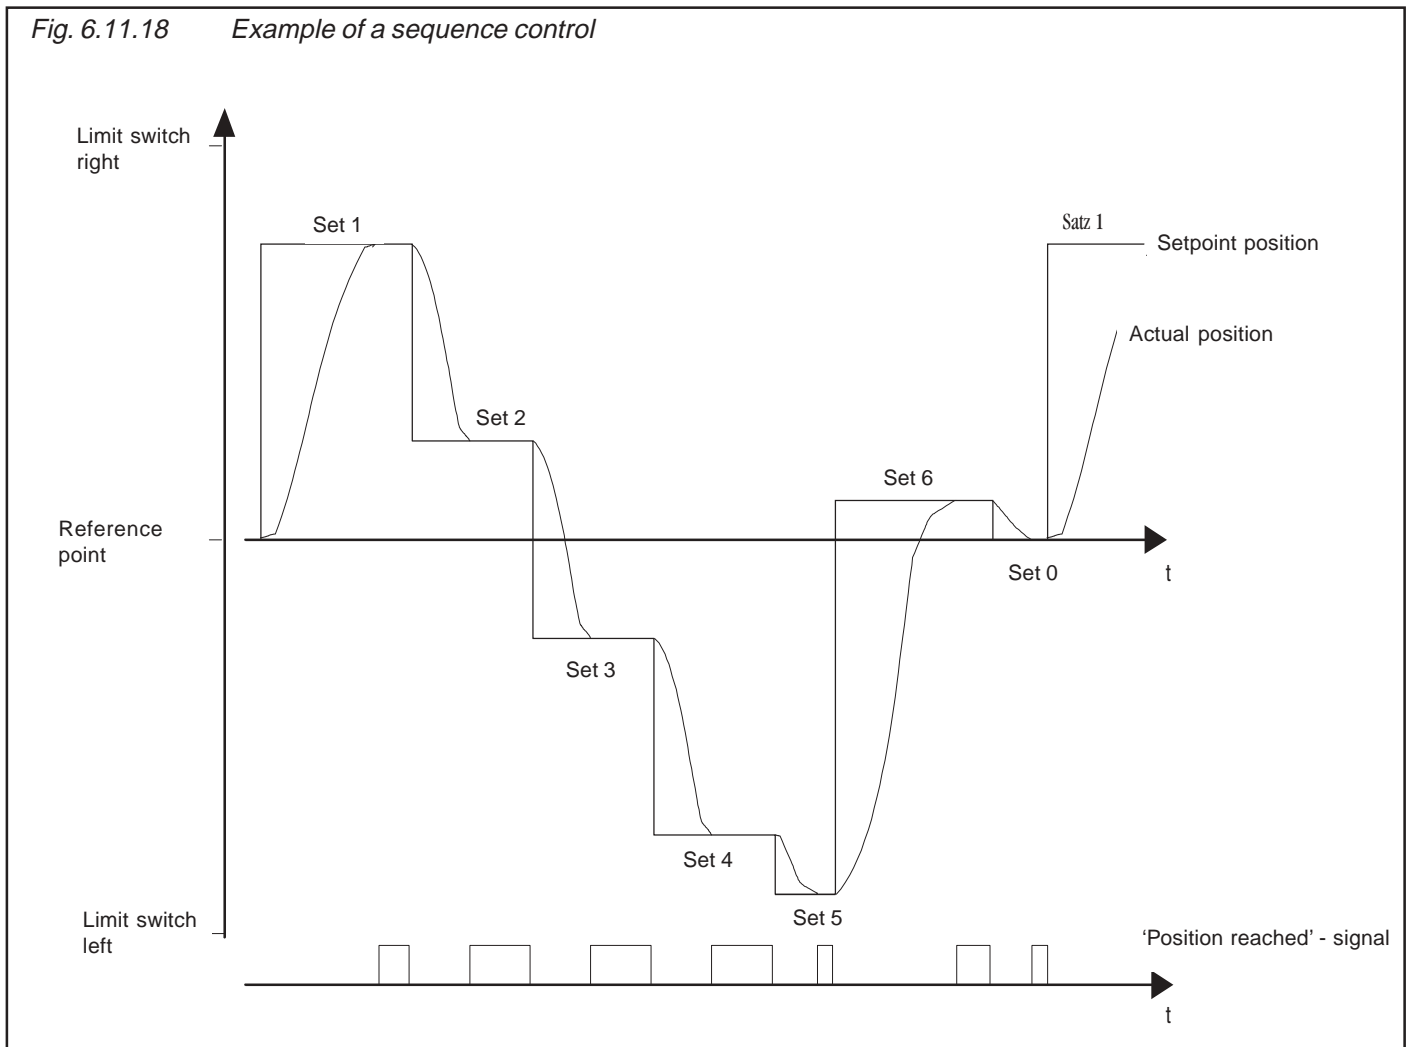 Fig. 6.11.18 Example of a sequence control
Limit switch
right
Set 1
Satz 1
Setpoint position
Actual position
Set 2
Set 6
Reference
point
Set 0
t
Set 3
Set 4
Set 5
Limit switch
left
‘Position reached’ - signal
t